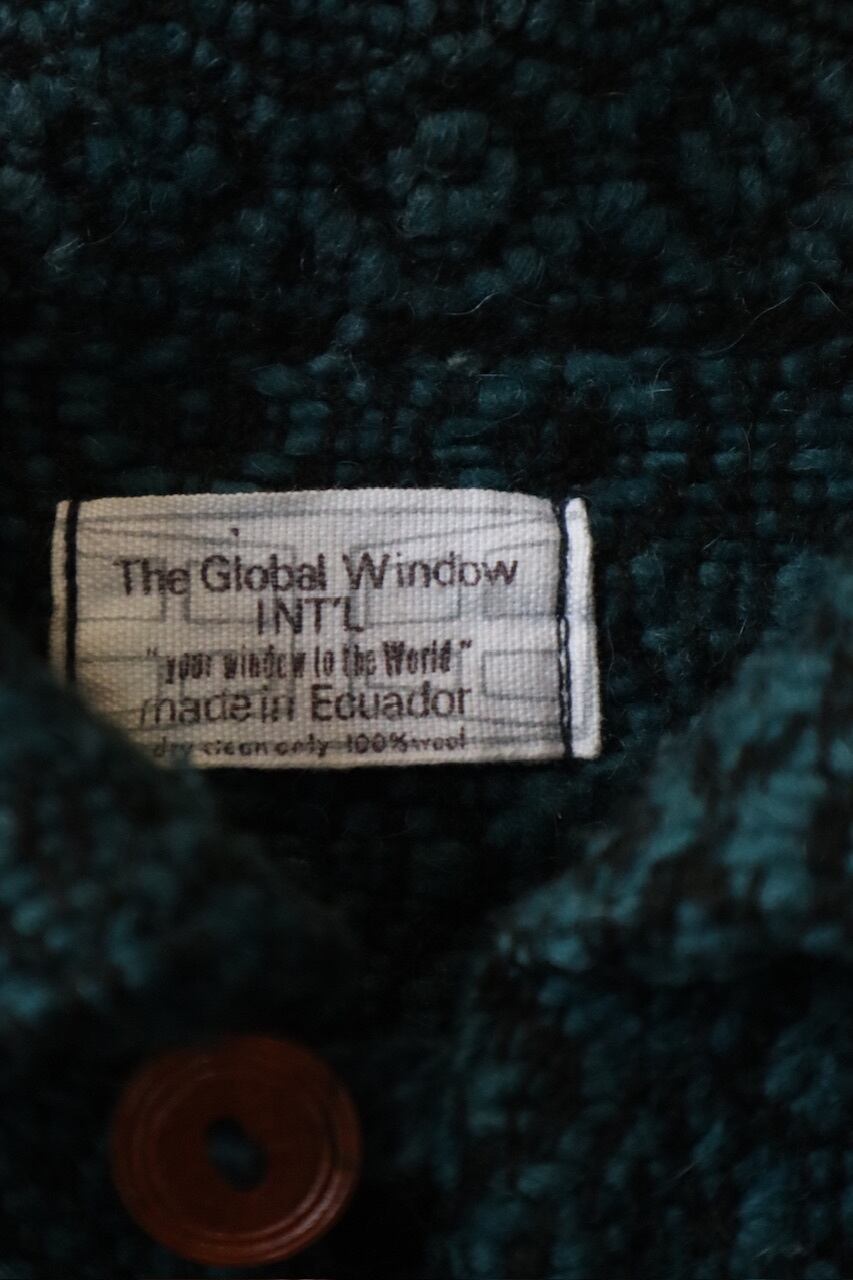 The Global Window
INT'L
"your window to the World"
made in Ecuador
dry clean only 100% wool